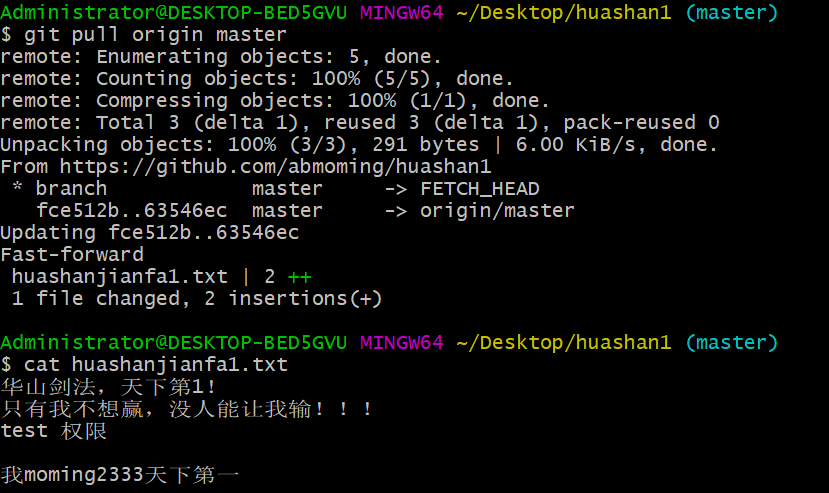 Administrator@DESKTOP-BED5GVU MINGW64 ~/Desktop/huashan1 (master)
$ git pull origin master
remote: Enumerating objects: 5, done.
remote: Counting objects: 100% (5/5), done.
remote: Compressing objects: 100% (1/1), done.
remote: Total 3 (delta 1), reused 3 (delta 1), pack-reused 0
Unpacking objects: 100% (3/3), 291 bytes | 6.00 KiB/s, done.
From https://github.com/abmoming/huashan1
 * branch            master     -> FETCH_HEAD
   fce512b..63546ec  master     -> origin/master
Updating fce512b..63546ec
Fast-forward
 huashanjianfa1.txt | 2 ++
 1 file changed, 2 insertions(+)
Administrator@DESKTOP-BED5GVU MINGW64 ~/Desktop/huashan1 (master)
$ cat huashanjianfa1.txt
华山剑法，天下第1！
只有我不想赢，没人能让我输！！！
test 权限
我moming2333天下第一